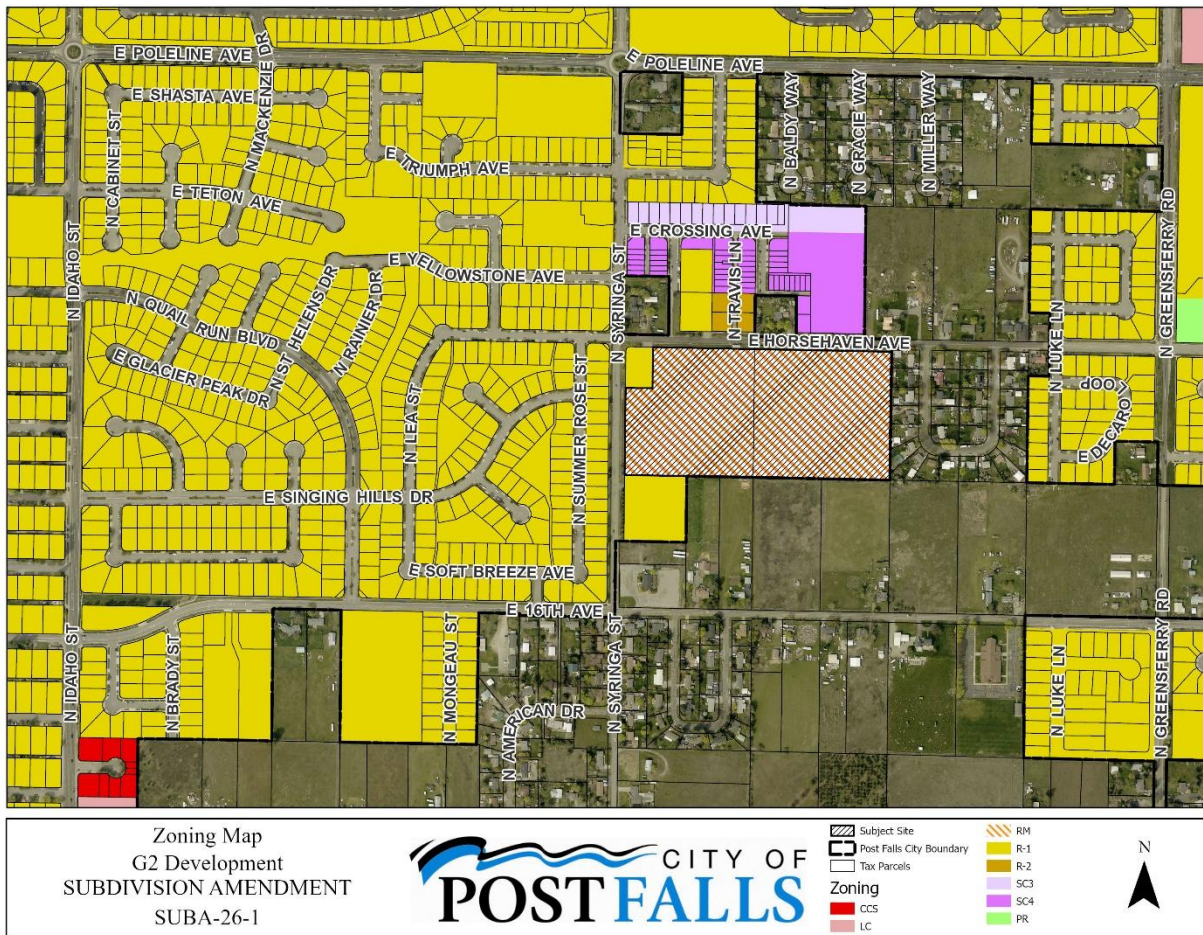 E POLELINE AVE
E POLELINE AVE
E SHASTA AVE
N CABINET ST
N MACKENZIE DR
E TRIUMPH AVE
E TETON AVE
N BALDY WAY
N GRACIE WAY
N MILLER WAY
N IDAHO ST
E CROSSING AVE
N TRAVIS LN
E YELLOWSTONE AVE
N SYRINGA ST
N GREENSFERRY RD
N QUAIL RUN BLVD
N ST HELENS DR
N RAINIER DR
E HORSEHAVEN AVE
N LUKE LN
E GLACIER PEAK DR
N LEA ST
N SUMMER ROSE ST
E DECARO LOOP
E SINGING HILLS DR
E SOFT BREEZE AVE
E 16TH AVE
N IDAHO ST
N BRADY ST
N MONGEAU ST
N AMERICAN DR
N SYRINGA ST
N LUKE LN
N GREENSFERRY RD
Zoning Map
G2 Development
SUBDIVISION AMENDMENT
SUBA-26-1
CITY OF
POST FALLS
Subject Site
Post Falls City Boundary
Tax Parcels
Zoning
CCS
LC
RM
R-1
R-2
SC3
SC4
PR
N